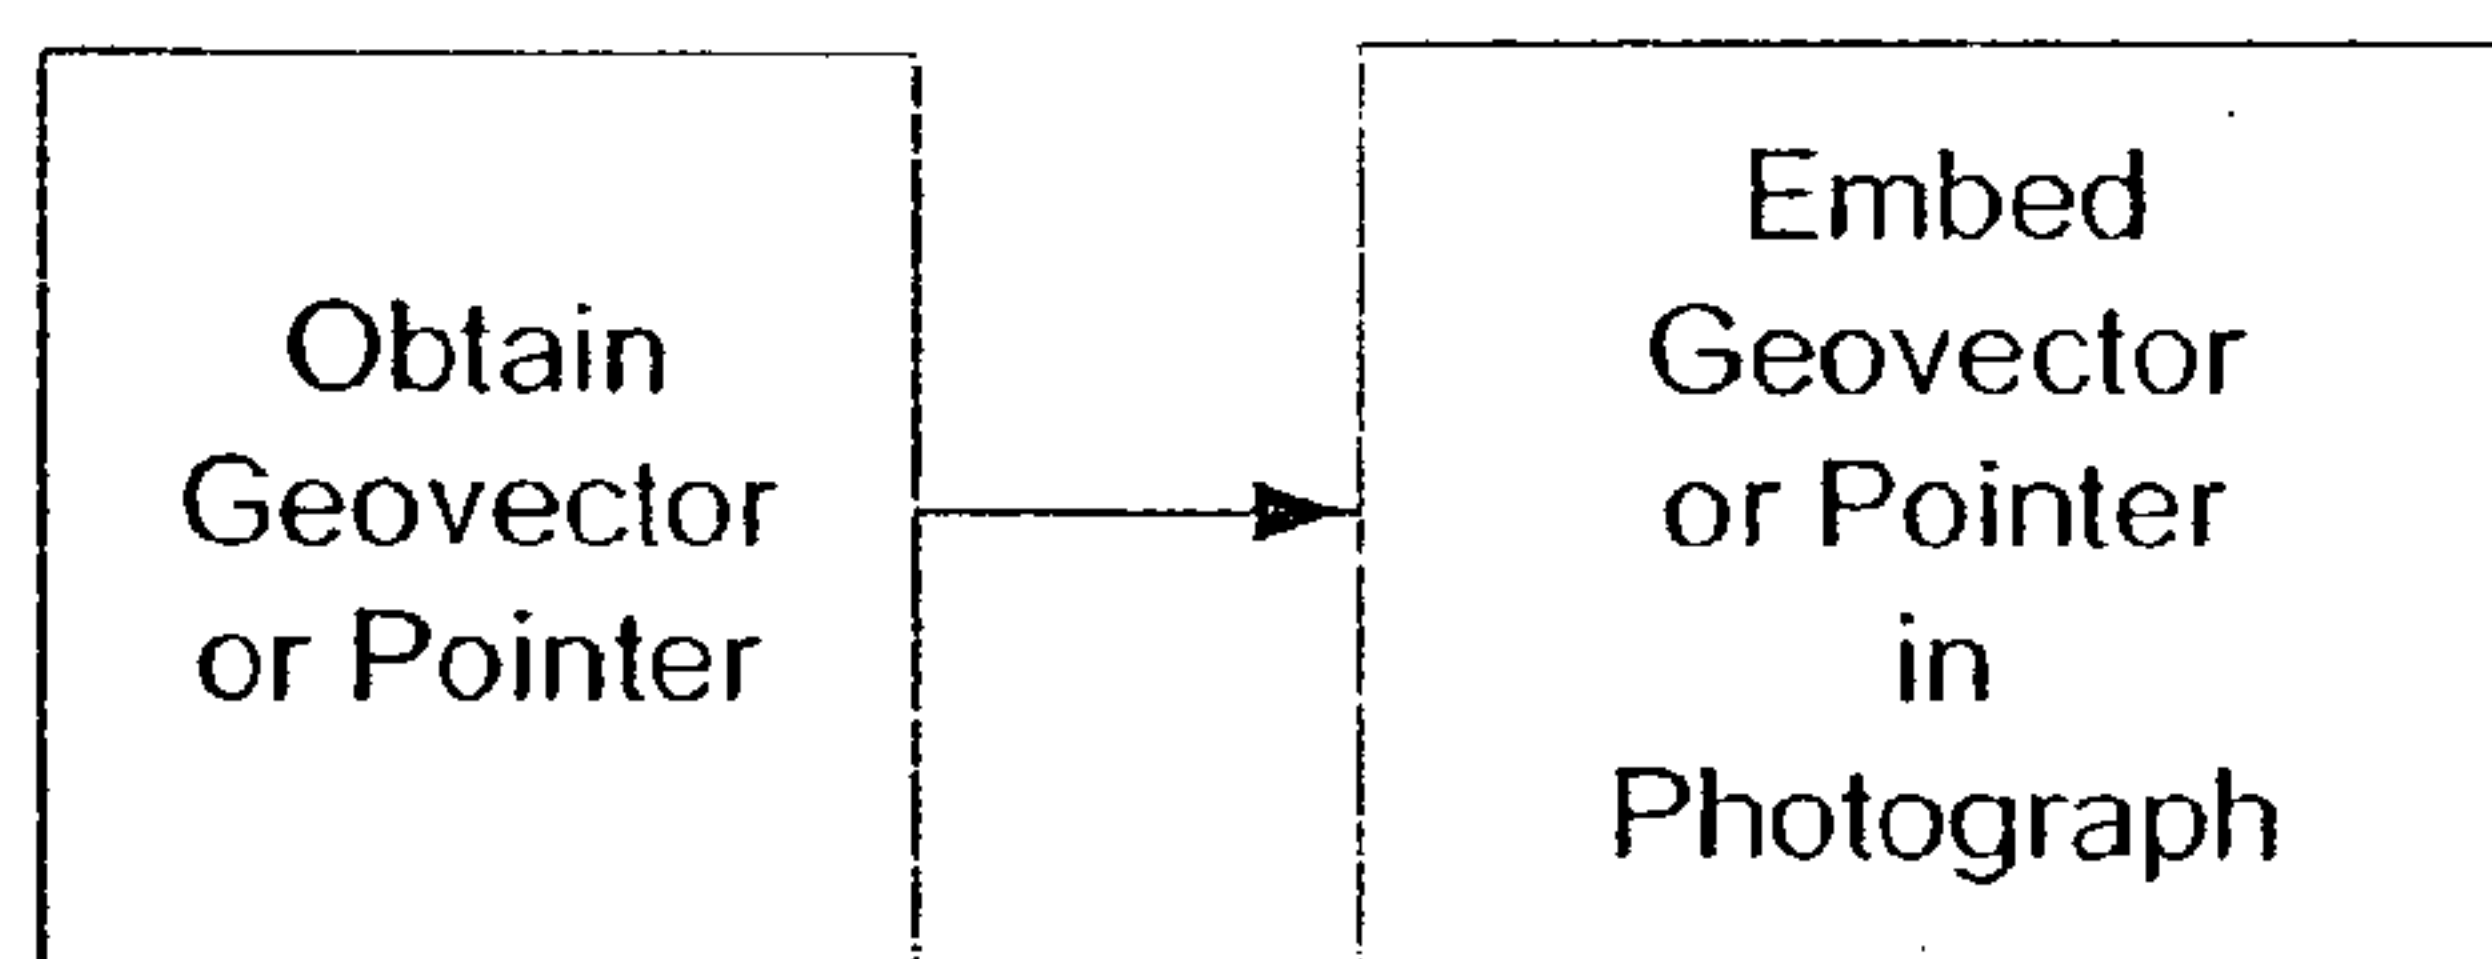 Obtain
Geovector
or Pointer
Embed
Geovector
or Pointer
in
Photograph